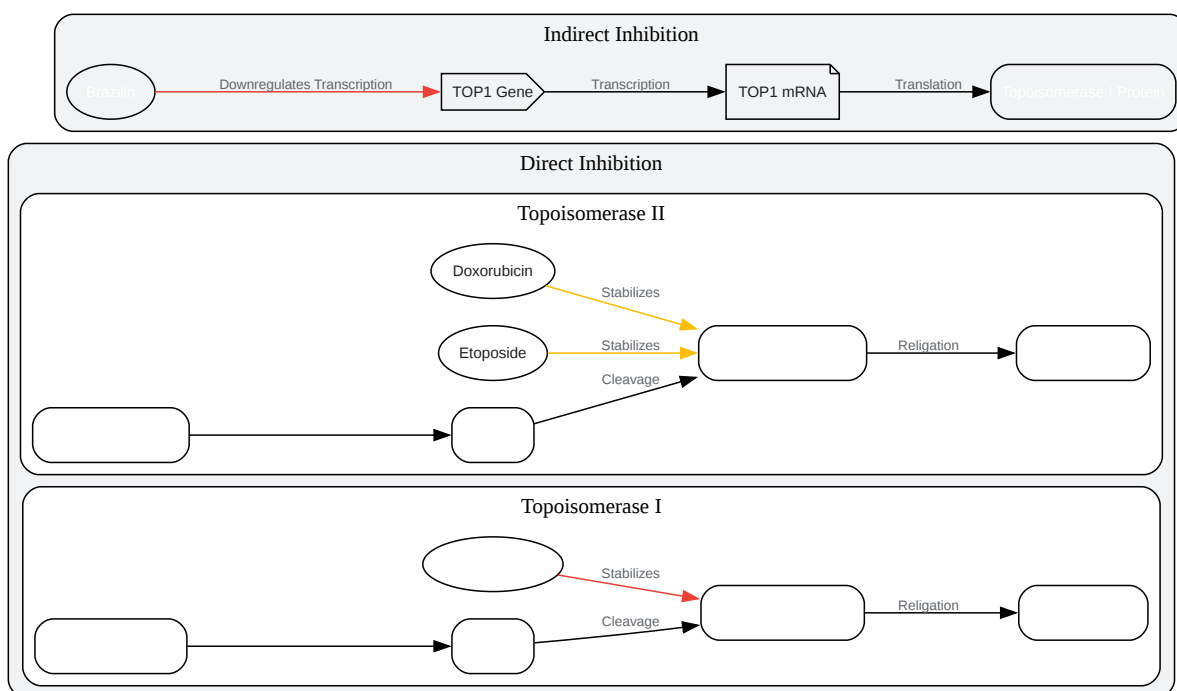 Indirect Inhibition
Brazilin
Downregulates Transcription
TOP1 Gene
Transcription
TOP1 mRNA
Translation
Topoisomerase I Protein
Direct Inhibition
Topoisomerase II
Doxorubicin
Stabilizes
Etoposide
Stabilizes
Cleavage
Religation
Topoisomerase I
Stabilizes
Cleavage
Religation